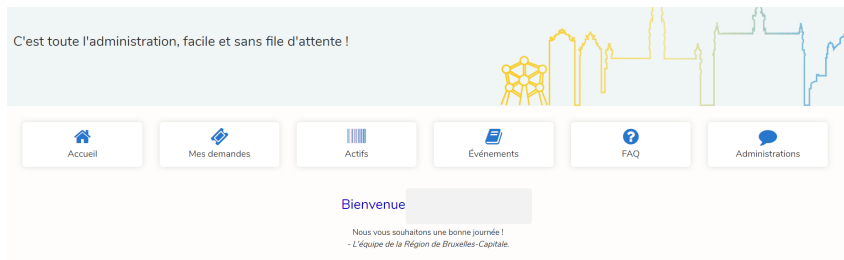 C'est toute l'administration, facile et sans file d'attente !
Accueil
Mes demandes
Actifs
Événements
FAQ
Administrations
Bienvenue
Nous vous souhaitons une bonne journée !
- L'équipe de la Région de Bruxelles-Capitale.